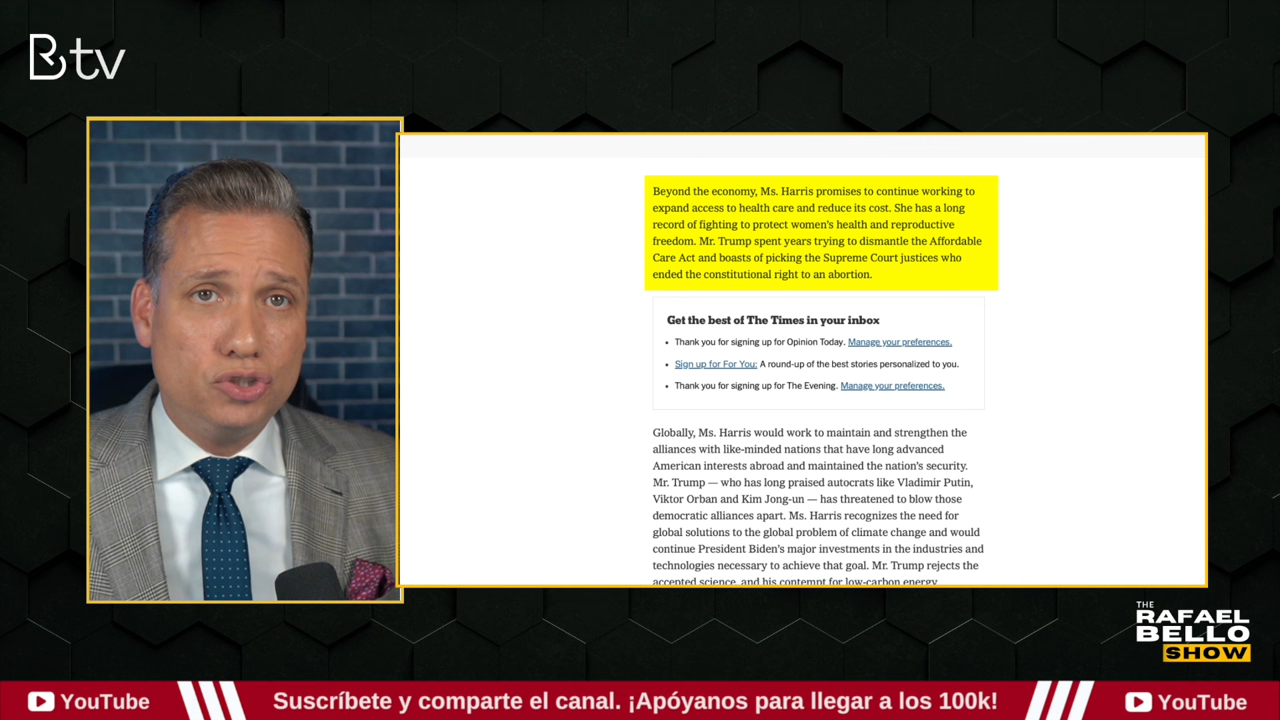 Btv
Beyond the economy, Ms. Harris promises to continue working to
expand access to health care and reduce its cost. She has a long
record of fighting to protect women’s health and reproductive
freedom. Mr. Trump spent years trying to dismantle the Affordable
Care Act and boasts of picking the Supreme Court justices who
ended the constitutional right to an abortion.
Get the best of The Times in your inbox
• Thank you for signing up for Opinion Today. Manage your preferences.
• Sign up for For You: A round-up of the best stories personalized to you.
• Thank you for signing up for The Evening. Manage your preferences.
Globally, Ms. Harris would work to maintain and strengthen the
alliances with like-minded nations that have long advanced
American interests abroad and maintained the nation’s security.
Mr. Trump — who has long praised autocrats like Vladimir Putin,
Viktor Orban and Kim Jong-un — has threatened to blow those
democratic alliances apart. Ms. Harris recognizes the need for
global solutions to the global problem of climate change and would
continue President Biden’s major investments in the industries and
technologies necessary to achieve that goal. Mr. Trump rejects the
accepted science, and his contempt for low-carbon energy
THE
RAFAEL
BELLO
SHOW
YouTube
Suscríbete y comparte el canal. ¡Apóyanos para llegar a los 100k!
YouTube